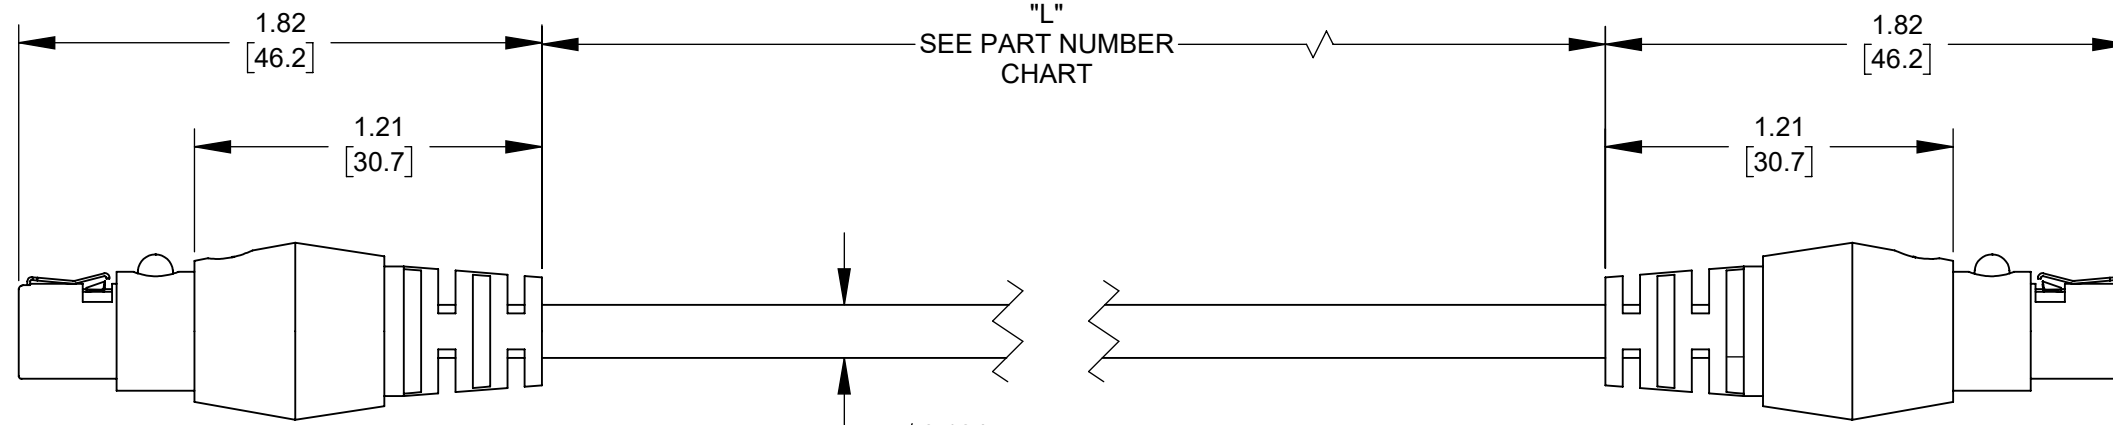 1.82
[46.2]
"L"
SEE PART NUMBER
CHART
1.82
[46.2]
1.21
[30.7]
1.21
[30.7]